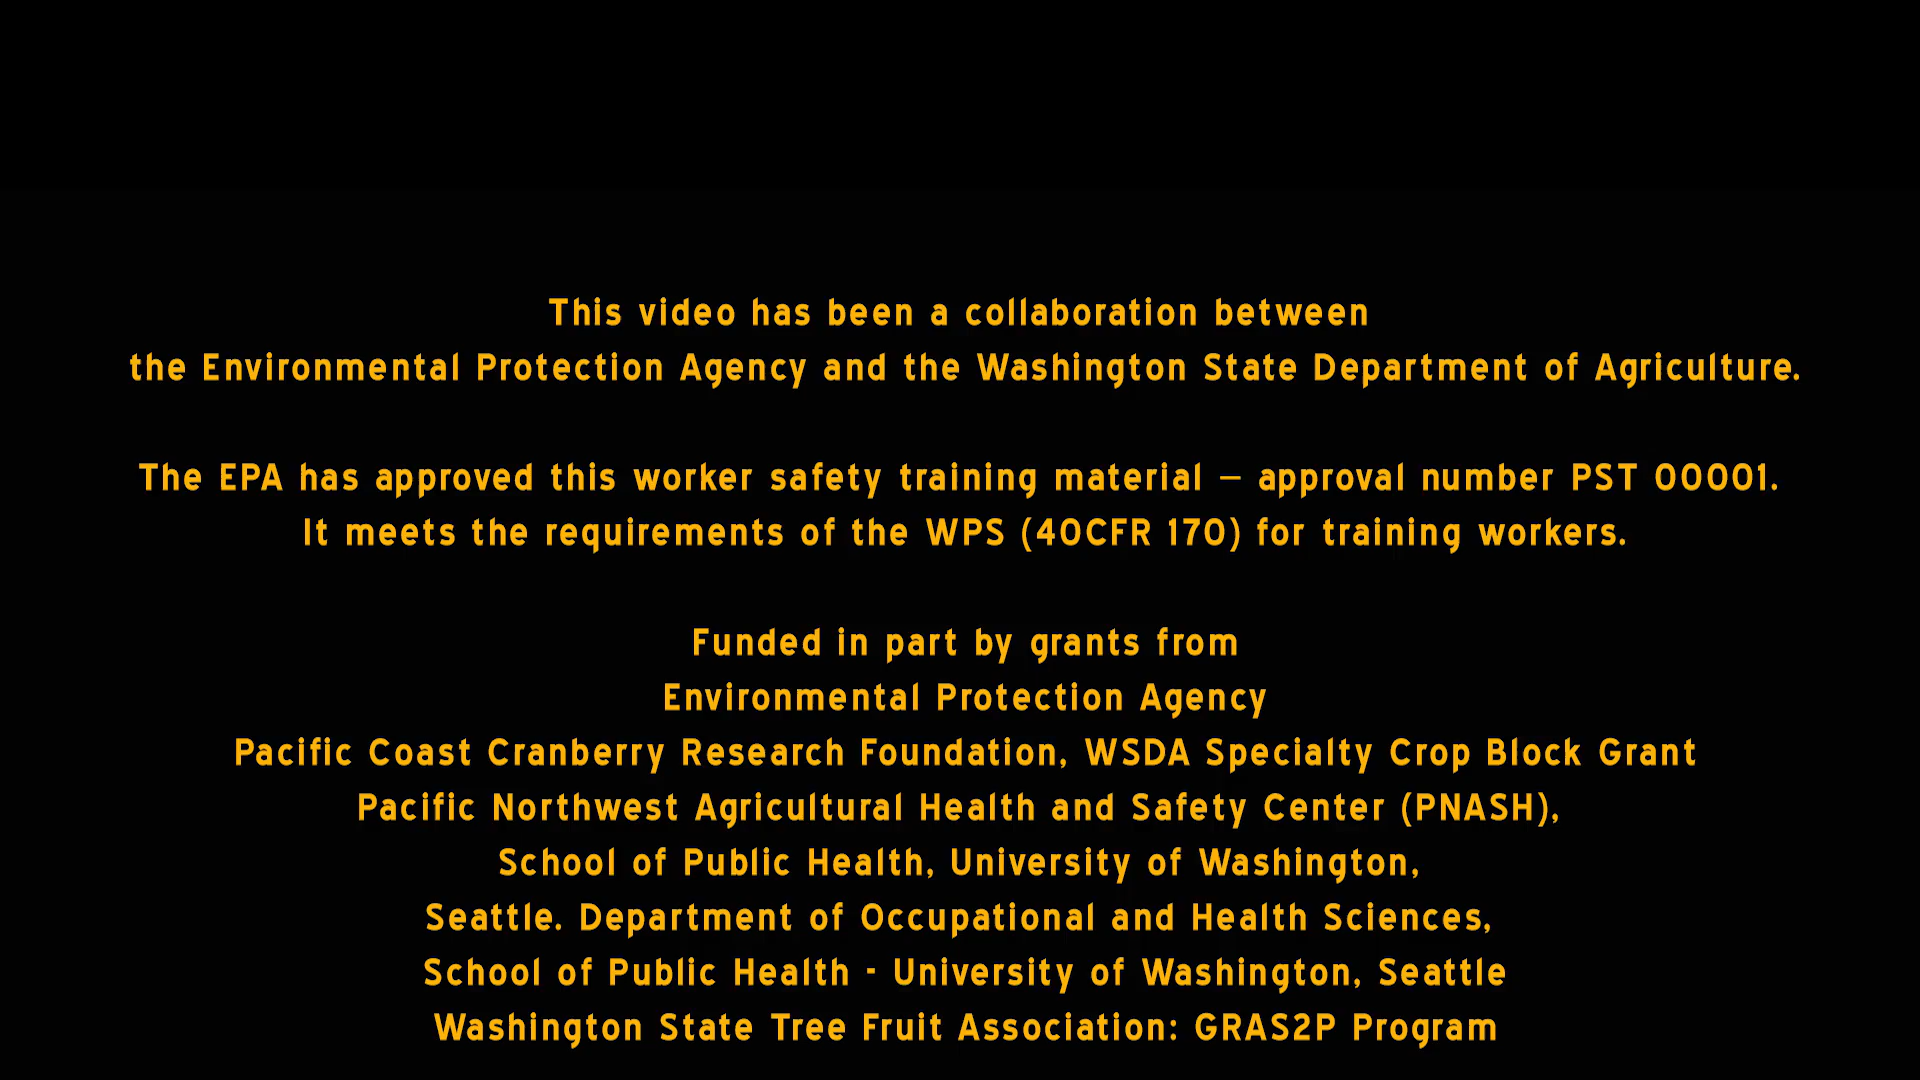 This video has been a collaboration between
the Environmental Protection Agency and the Washington State Department of Agriculture.
The EPA has approved this worker safety training material – approval number PST 00001.
It meets the requirements of the WPS (40CFR 170) for training workers.
Funded in part by grants from
Environmental Protection Agency
Pacific Coast Cranberry Research Foundation, WSDA Specialty Crop Block Grant
Pacific Northwest Agricultural Health and Safety Center (PNASH),
School of Public Health, University of Washington,
Seattle. Department of Occupational and Health Sciences,
School of Public Health - University of Washington, Seattle
Washington State Tree Fruit Association: GRAS2P Program